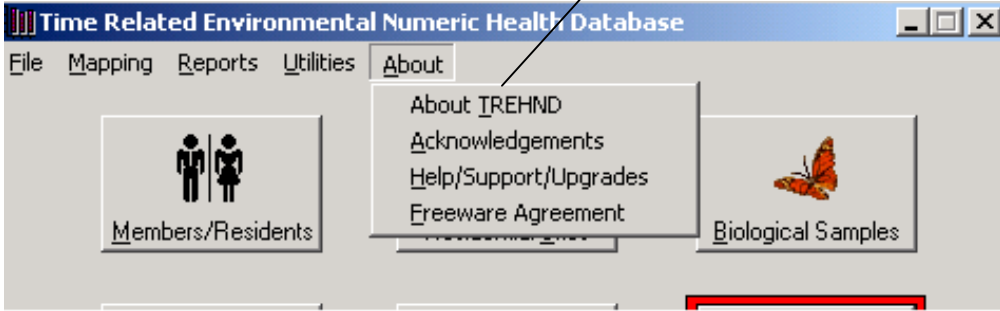 Time Related Environmental Numeric Health Database
File Mapping Reports Utilities About
About TREHND
Acknowledgements
Help/Support/Upgrades
Freeware Agreement
Members/Residents
Biological Samples